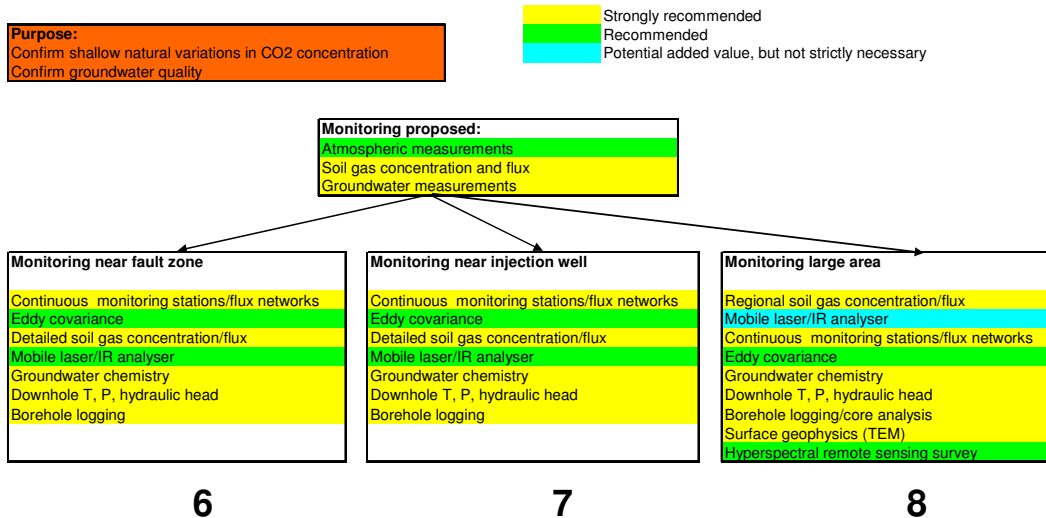 Purpose:
Confirm shallow natural variations in CO2 concentration
Confirm groundwater quality
Strongly recommended
Recommended
Potential added value, but not strictly necessary
Monitoring proposed:
Atmospheric measurements
Soil gas concentration and flux
Groundwater measurements
Monitoring near fault zone
Continuous monitoring stations/flux networks
Eddy covariance
Detailed soil gas concentration/flux
Mobile laser/IR analyser
Groundwater chemistry
Downhole T, P, hydraulic head
Borehole logging
6
Monitoring near injection well
Continuous monitoring stations/flux networks
Eddy covariance
Detailed soil gas concentration/flux
Mobile laser/IR analyser
Groundwater chemistry
Downhole T, P, hydraulic head
Borehole logging
7
Monitoring large area
Regional soil gas concentration/flux
Mobile laser/IR analyser
Continuous monitoring stations/flux networks
Eddy covariance
Groundwater chemistry
Downhole T, P, hydraulic head
Borehole logging/core analysis
Surface geophysics (TEM)
Hyperspectral remote sensing survey
8